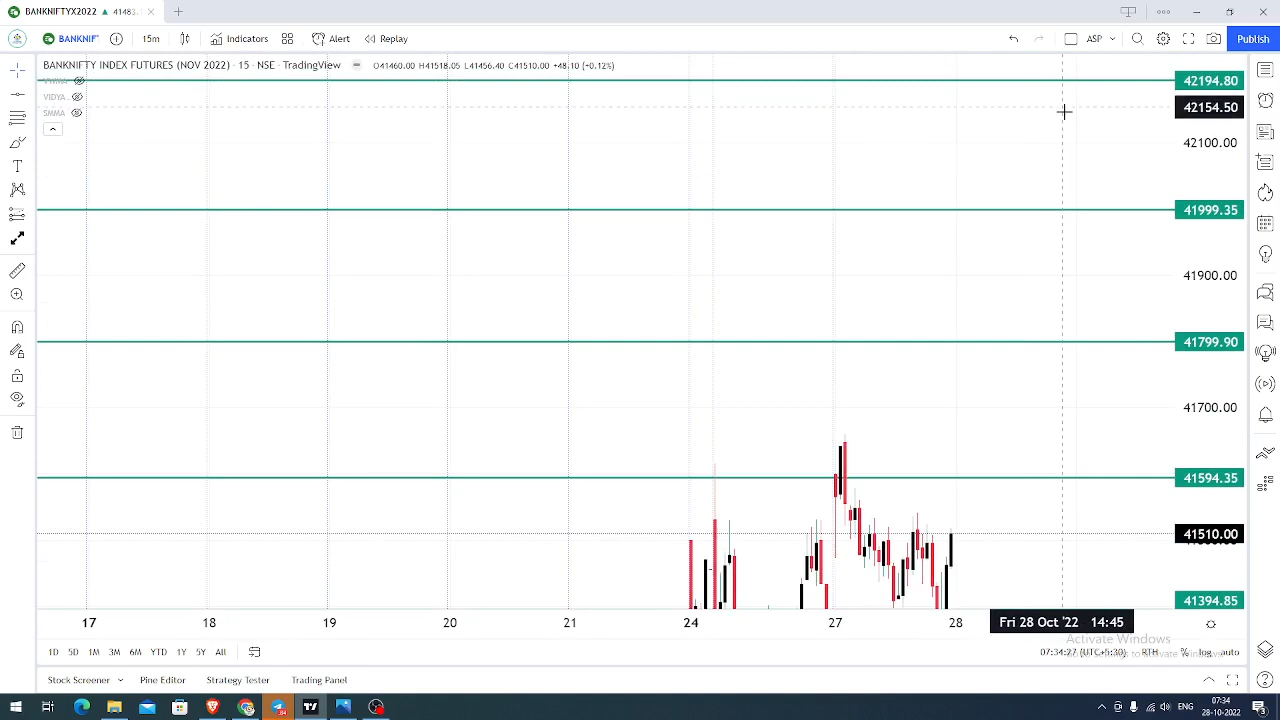 BANKNIFTYX2022 ▲ 41483.
BANKNIF 15m Indicators Alert Replay ASP Publish
BANKNIFTY INDEX FUTURES (NOV 2022) · 15 · NSE · TradingView O41460.00 H41518.05 L41456.40 C41510.00 +48.10 (+0.12%)
42194.80
VIDYA
42154.50
SMMA
42100.00
41999.35
41900.00
41799.90
41700.00
41594.35
41510.00
41394.85
17 18 19 20 21 24 27 28 Fri 28 Oct '22 14:45
Activate Windows
1D 5D 1M 3M 6M YTD 1Y 5Y All 07:34:27 (UTC+5:30) RTH % log auto
Stock Screener Pine Editor Strategy Tester Trading Panel
ENG 07:34
28-10-2022